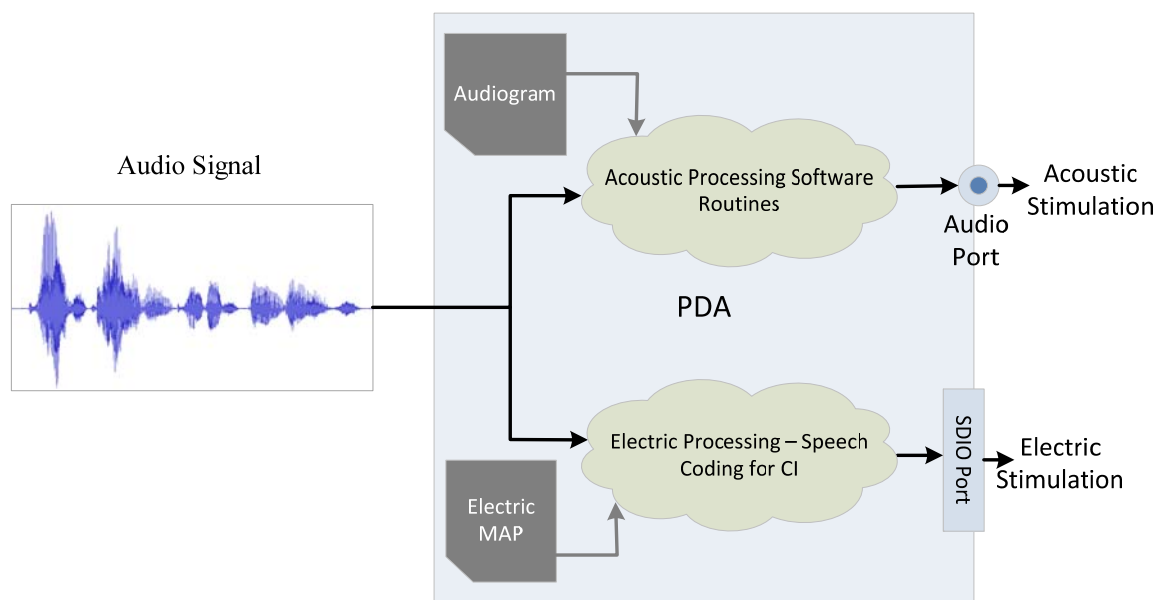 Audio Signal
Audiogram
Acoustic Processing Software
Routines
Audio
Port
Acoustic
Stimulation
PDA
Electric Processing – Speech
Coding for CI
Electric
MAP
SDIO Port
Electric
Stimulation